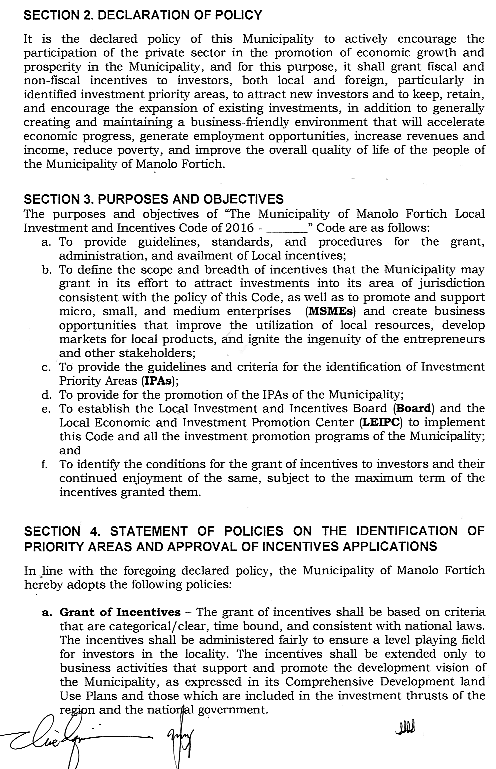 SECTION 2. DECLARATION OF POLICY
It is the declared policy of this Municipality to actively encourage the
participation of the private sector in the promotion of economic growth and
prosperity in the Municipality, and for this purpose, it shall grant fiscal and
non-fiscal incentives to investors, both local and foreign, particularly in
identified investment priority areas, to attract new investors and to keep, retain,
and encourage the expansion of existing investments, in addition to generally
creating and maintaining a business-friendly environment that will accelerate
economic progress, generate employment opportunities, increase revenues and
income, reduce poverty, and improve the overall quality of life of the people of
the Municipality of Manolo Fortich.
SECTION 3. PURPOSES AND OBJECTIVES
The purposes and objectives of “The Municipality of Manolo Fortich Local
Investment and Incentives Code of 2016 - ______” Code are as follows:
a. To provide guidelines, standards, and procedures for the grant,
administration, and availment of Local incentives;
b. To define the scope and breadth of incentives that the Municipality may
grant in its effort to attract investments into its area of jurisdiction
consistent with the policy of this Code, as well as to promote and support
micro, small, and medium enterprises (MSMEs) and create business
opportunities that improve the utilization of local resources, develop
markets for local products, and ignite the ingenuity of the entrepreneurs
and other stakeholders;
c. To provide the guidelines and criteria for the identification of Investment
Priority Areas (IPAs);
d. To provide for the promotion of the IPAs of the Municipality;
e. To establish the Local Investment and Incentives Board (Board) and the
Local Economic and Investment Promotion Center (LEIPC) to implement
this Code and all the investment promotion programs of the Municipality;
and
f. To identify the conditions for the grant of incentives to investors and their
continued enjoyment of the same, subject to the maximum term of the
incentives granted them.
SECTION 4. STATEMENT OF POLICIES ON THE IDENTIFICATION OF
PRIORITY AREAS AND APPROVAL OF INCENTIVES APPLICATIONS
In line with the foregoing declared policy, the Municipality of Manolo Fortich
hereby adopts the following policies:
a. Grant of Incentives – The grant of incentives shall be based on criteria
that are categorical/clear, time bound, and consistent with national laws.
The incentives shall be administered fairly to ensure a level playing field
for investors in the locality. The incentives shall be extended only to
business activities that support and promote the development vision of
the Municipality, as expressed in its Comprehensive Development land
Use Plans and those which are included in the investment thrusts of the
region and the national government.